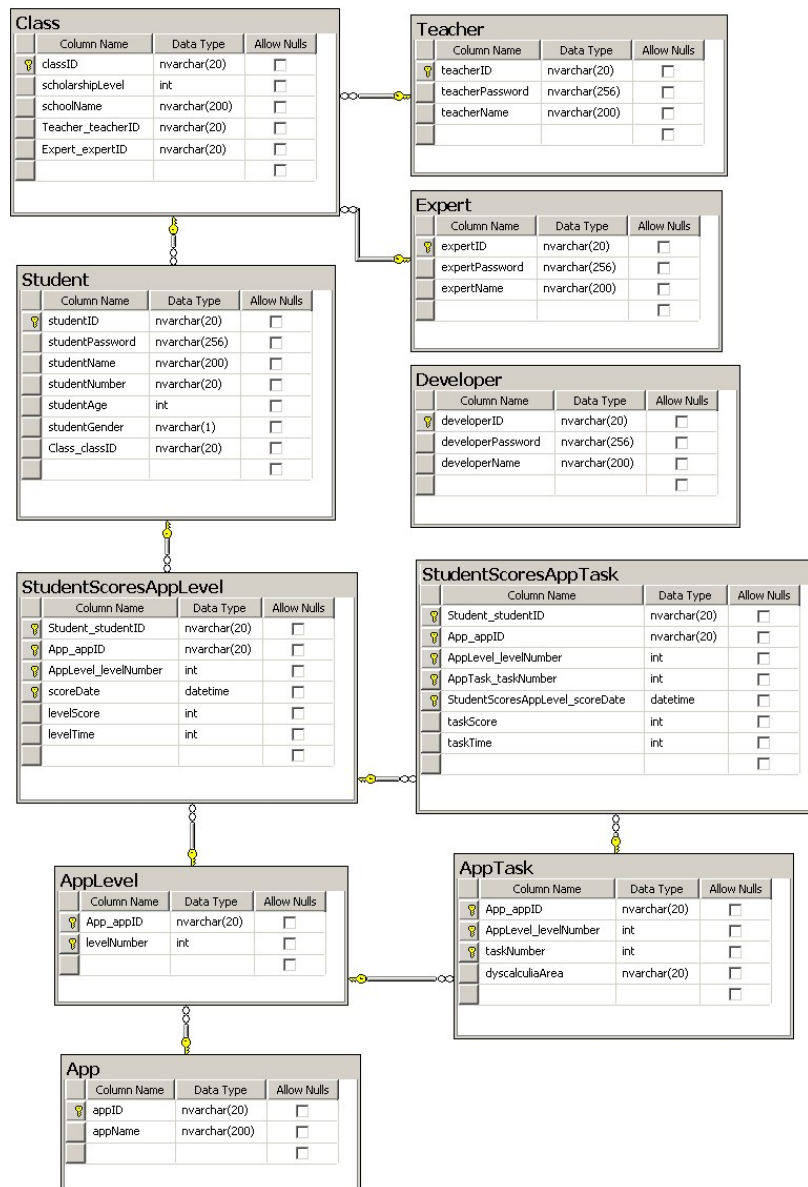 Class
Column Name Data Type Allow Nulls
classID nvarchar(20)
scholarshipLevel int
schoolName nvarchar(200)
Teacher_teacherID nvarchar(20)
Expert_expertID nvarchar(20)
Teacher
Column Name Data Type Allow Nulls
teacherID nvarchar(20)
teacherPassword nvarchar(256)
teacherName nvarchar(200)
Expert
Column Name Data Type Allow Nulls
expertID nvarchar(20)
expertPassword nvarchar(256)
expertName nvarchar(200)
Student
Column Name Data Type Allow Nulls
studentID nvarchar(20)
studentPassword nvarchar(256)
studentName nvarchar(200)
studentNumber nvarchar(20)
studentAge int
studentGender nvarchar(1)
Class_classID nvarchar(20)
Developer
Column Name Data Type Allow Nulls
developerID nvarchar(20)
developerPassword nvarchar(256)
developerName nvarchar(200)
StudentScoresAppLevel
Column Name Data Type Allow Nulls
Student_studentID nvarchar(20)
App_appID nvarchar(20)
AppLevel_levelNumber int
scoreDate datetime
levelScore int
levelTime int
StudentScoresAppTask
Column Name Data Type Allow Nulls
Student_studentID nvarchar(20)
App_appID nvarchar(20)
AppLevel_levelNumber int
AppTask_taskNumber int
StudentScoresAppLevel_scoreDate datetime
taskScore int
taskTime int
AppLevel
Column Name Data Type Allow Nulls
App_appID nvarchar(20)
levelNumber int
AppTask
Column Name Data Type Allow Nulls
App_appID nvarchar(20)
AppLevel_levelNumber int
taskNumber int
dyscalculiaArea nvarchar(20)
App
Column Name Data Type Allow Nulls
appID nvarchar(20)
appName nvarchar(200)